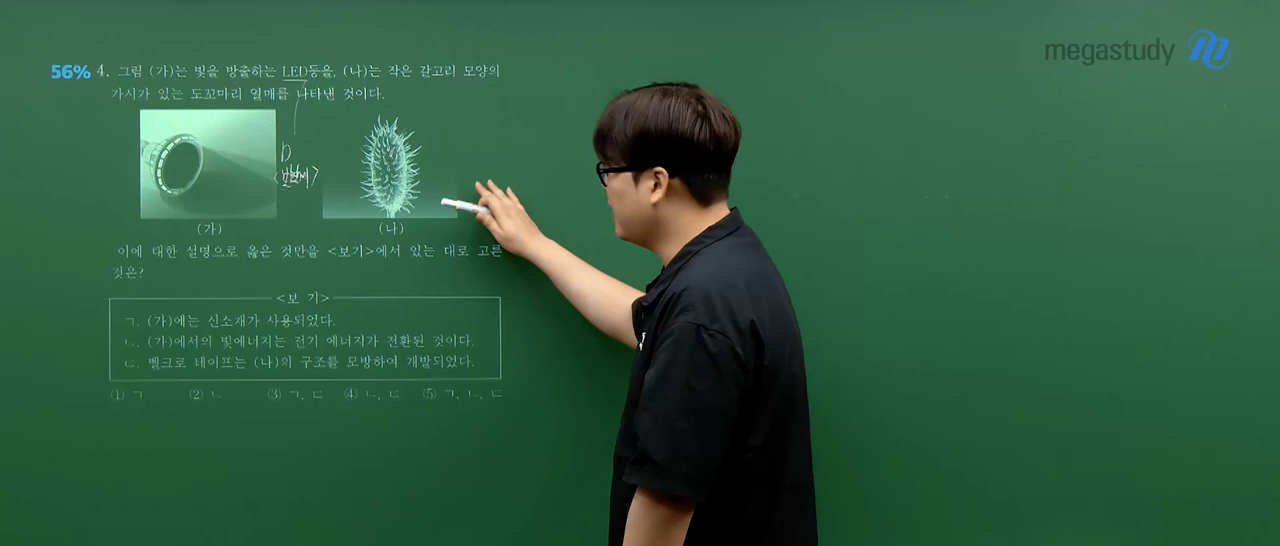 megastudy
56% 4. 그림 (가)는 빛을 방출하는 LED등을, (나)는 작은 갈고리 모양의
가시가 있는 도꼬마리 열매를 나타낸 것이다.
D
(가) (나)
이에 대한 설명으로 옳은 것만을 <보기>에서 있는 대로 고른
것은?
<보 기>
ㄱ. (가)에는 신소재가 사용되었다.
ㄴ. (가)에서의 빛에너지는 전기 에너지가 전환된 것이다.
ㄷ. 벨크로 테이프는 (나)의 구조를 모방하여 개발되었다.
① ㄱ ② ㄴ ③ ㄱ, ㄷ ④ ㄴ, ㄷ ⑤ ㄱ, ㄴ, ㄷ